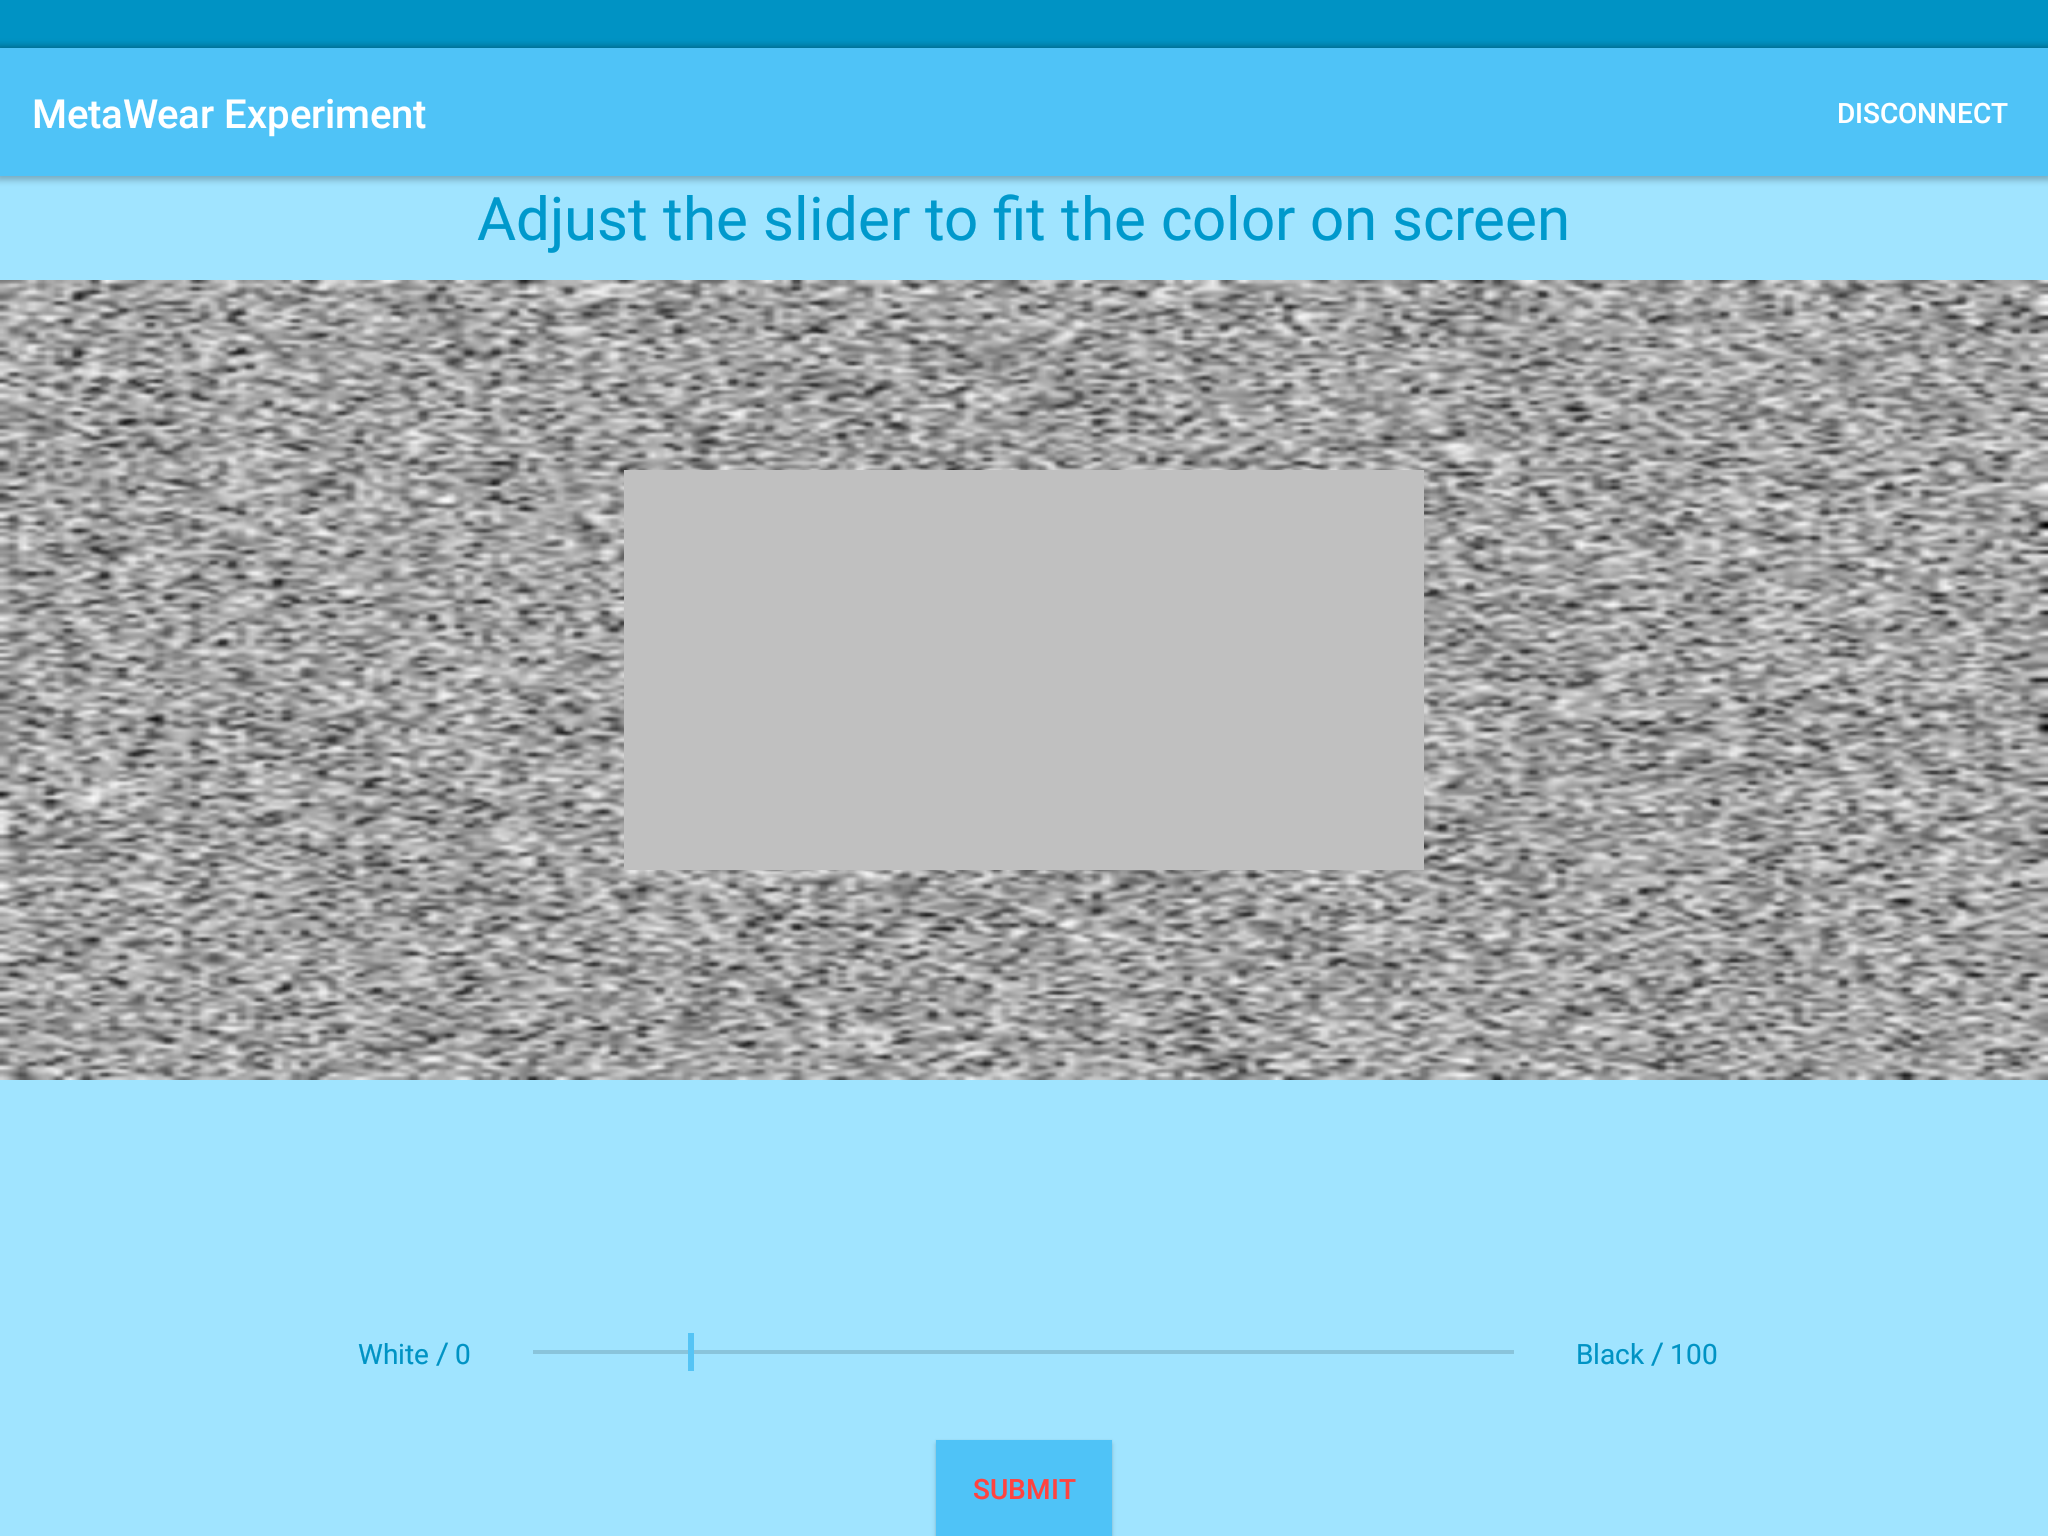 MetaWear Experiment
DISCONNECT
Adjust the slider to fit the color on screen
White / 0
Black / 100
SUBMIT